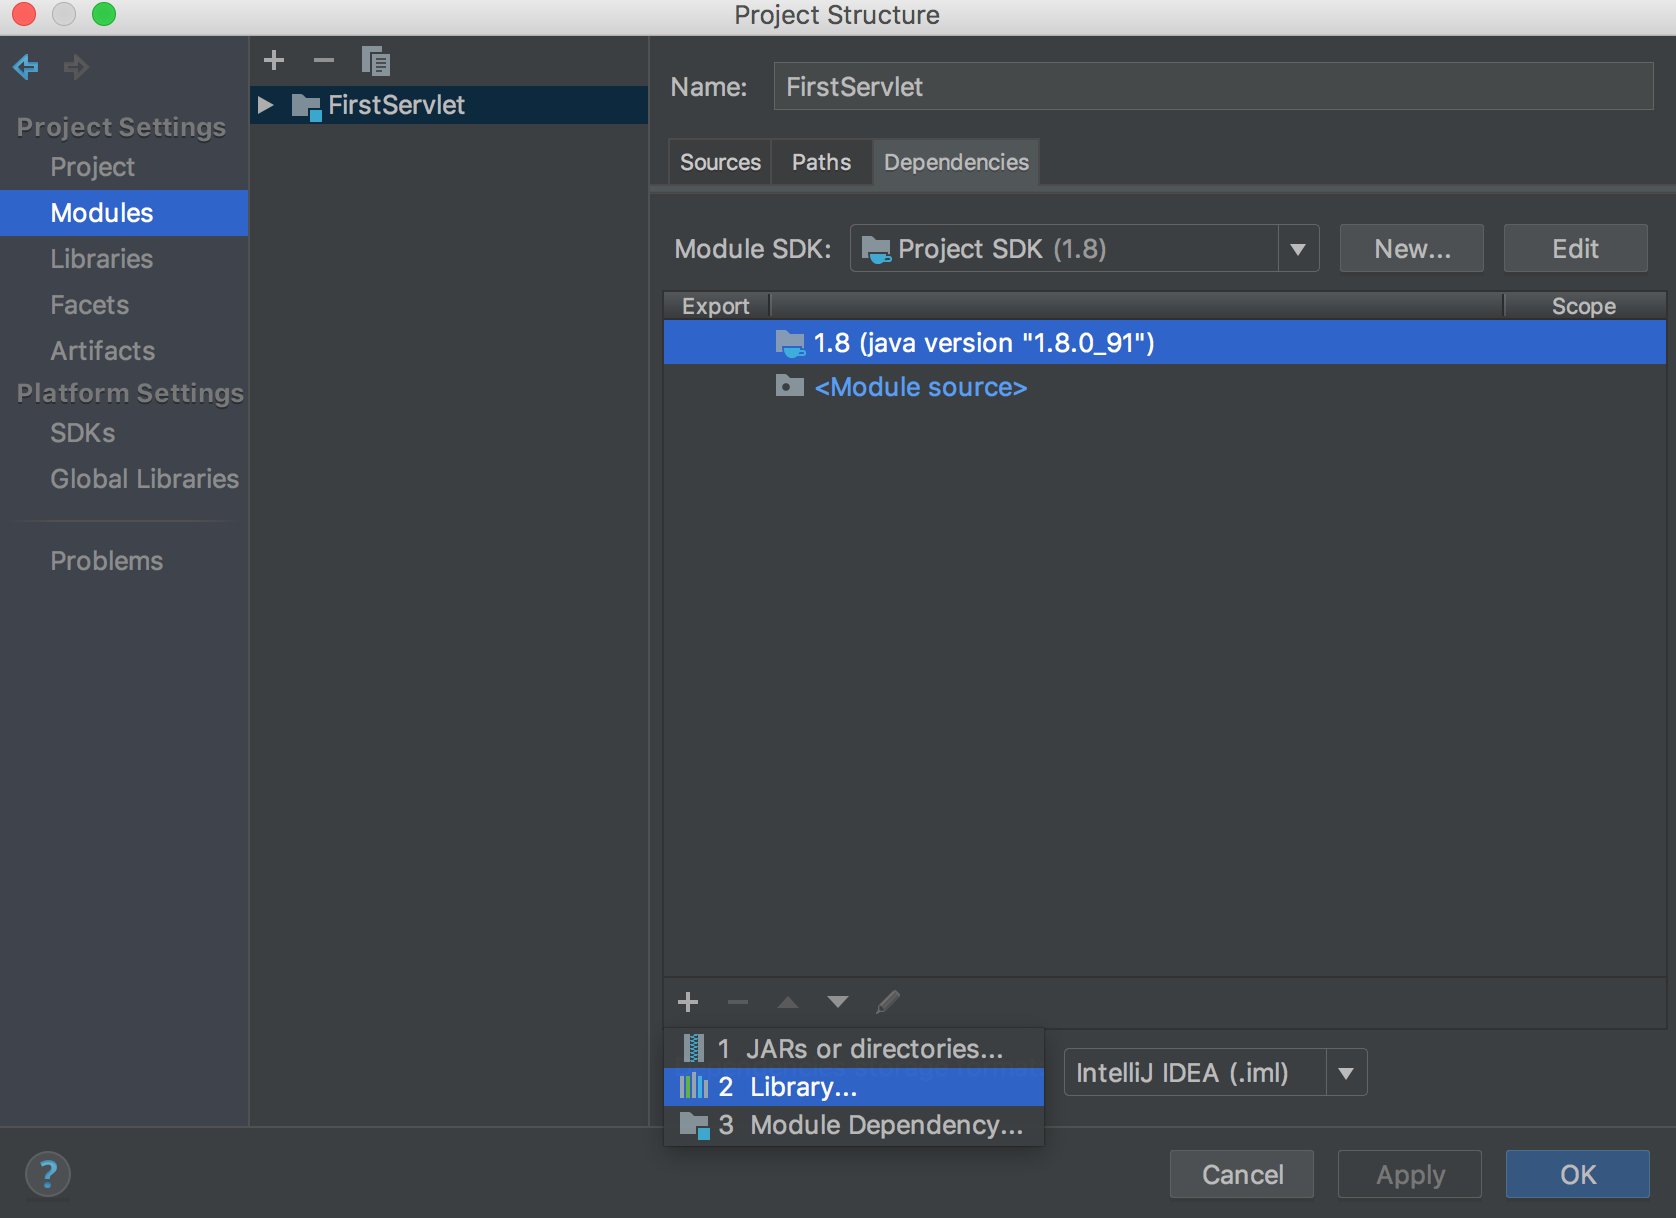 Project Structure
Project Settings
Project
Modules
Libraries
Facets
Artifacts
Platform Settings
SDKs
Global Libraries
Problems
FirstServlet
Name: FirstServlet
Sources Paths Dependencies
Module SDK: Project SDK (1.8) New... Edit
Export Scope
1.8 (java version "1.8.0_91")
<Module source>
1 JARs or directories...
2 Library...
3 Module Dependency...
IntelliJ IDEA (.iml)
? Cancel Apply OK